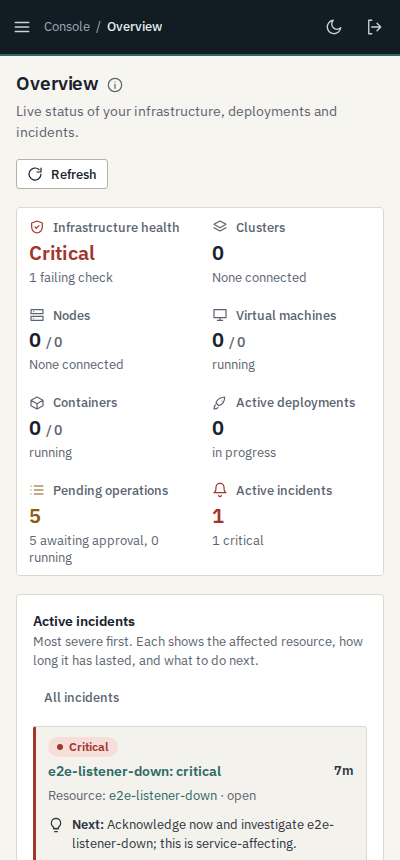 Console / Overview
Overview
Live status of your infrastructure, deployments and
incidents.
Refresh
Infrastructure health
Critical
1 failing check
Clusters
0
None connected
Nodes
0 / 0
None connected
Virtual machines
0 / 0
running
Containers
0 / 0
running
Active deployments
0
in progress
Pending operations
5
5 awaiting approval, 0
running
Active incidents
1
1 critical
Active incidents
Most severe first. Each shows the affected resource, how
long it has lasted, and what to do next.
All incidents
Critical
e2e-listener-down: critical 7m
Resource: e2e-listener-down · open
Next: Acknowledge now and investigate e2e-
listener-down; this is service-affecting.